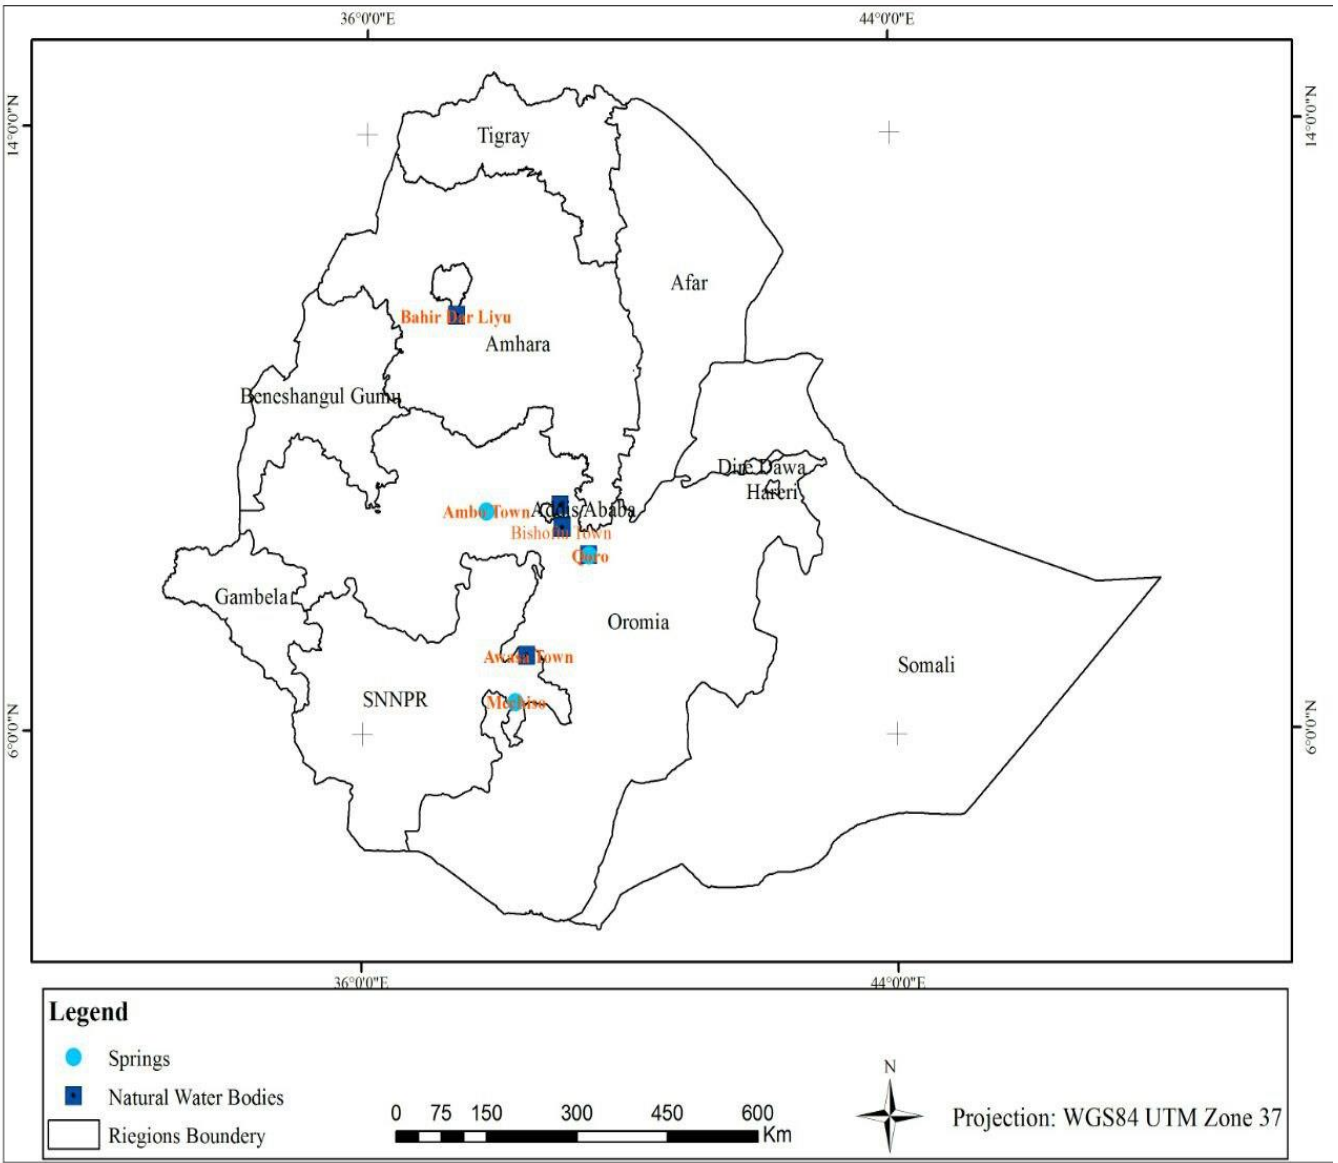 36°0'0"E 44°0'0"E
14°0'0"N 14°0'0"N
Tigray
Afar
Bahir Dar Liyu
Amhara
Beneshangul Gumu
Dire Dawa
Hareri
Ambo Town Addis Ababa
Bishoftu Town
Qoro
Gambela
Oromia
Awasa Town
Somali
SNNPR
6°0'0"N 6°0'0"N
36°0'0"E 44°0'0"E
Legend
Springs
Natural Water Bodies
Riegions Boundery
0 75 150 300 450 600
Km
N
Projection: WGS84 UTM Zone 37